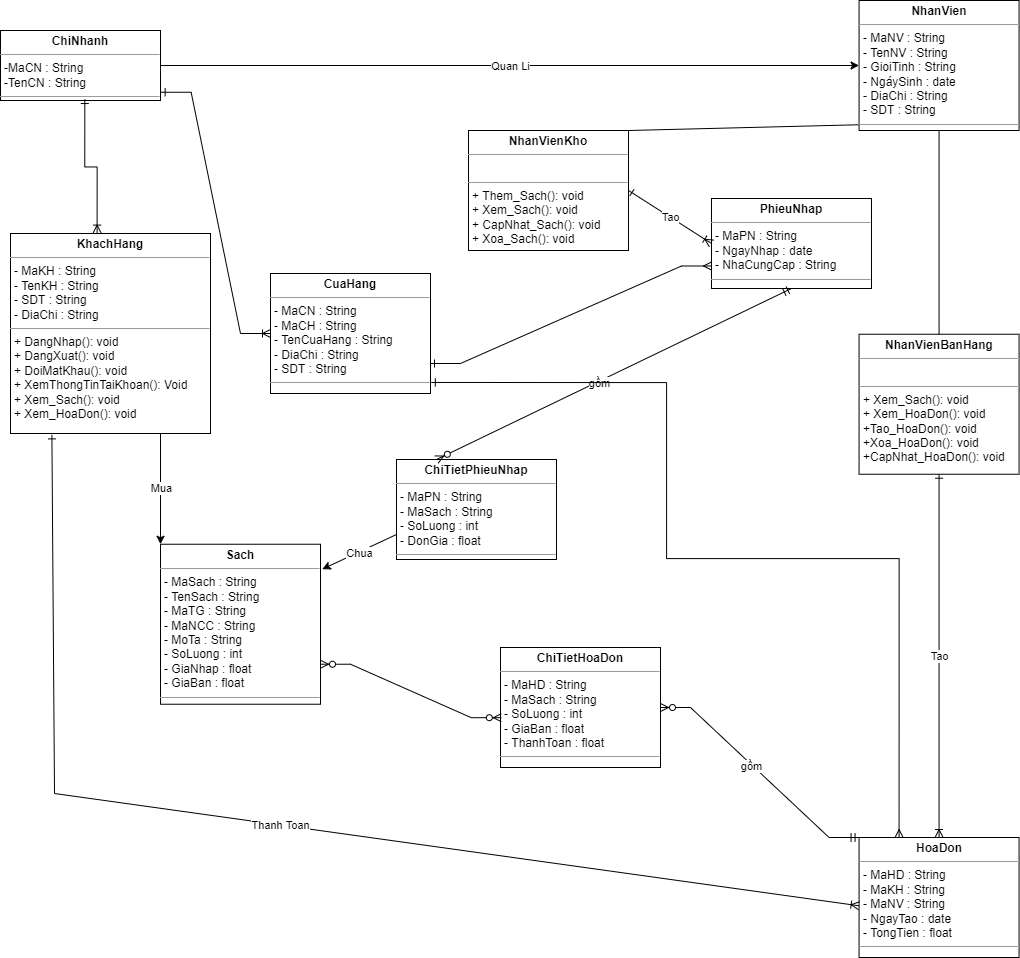 NhanVien
- MaNV : String
- TenNV : String
- GioiTinh : String
- NgáySinh : date
- DiaChi : String
- SDT : String
ChiNhanh
-MaCN : String
-TenCN : String
Quan Li
NhanVienKho
+ Them_Sach(): void
+ Xem_Sach(): void
+ CapNhat_Sach(): void
+ Xoa_Sach(): void
Tao
PhieuNhap
- MaPN : String
- NgayNhap : date
- NhaCungCap : String
KhachHang
- MaKH : String
- TenKH : String
- SDT : String
- DiaChi : String
+ DangNhap(): void
+ DangXuat(): void
+ DoiMatKhau(): void
+ XemThongTinTaiKhoan(): Void
+ Xem_Sach(): void
+ Xem_HoaDon(): void
CuaHang
- MaCN : String
- MaCH : String
- TenCuaHang : String
- DiaChi : String
- SDT : String
NhanVienBanHang
+ Xem_Sach(): void
+ Xem_HoaDon(): void
+Tao_HoaDon(): void
+Xoa_HoaDon(): void
+CapNhat_HoaDon(): void
gồm
ChiTietPhieuNhap
- MaPN : String
- MaSach : String
- SoLuong : int
- DonGia : float
Mua
Chua
Sach
- MaSach : String
- TenSach : String
- MaTG : String
- MaNCC : String
- MoTa : String
- SoLuong : int
- GiaNhap : float
- GiaBan : float
ChiTietHoaDon
- MaHD : String
- MaSach : String
- SoLuong : int
- GiaBan : float
- ThanhToan : float
Tao
gồm
Thanh Toan
HoaDon
- MaHD : String
- MaKH : String
- MaNV : String
- NgayTao : date
- TongTien : float